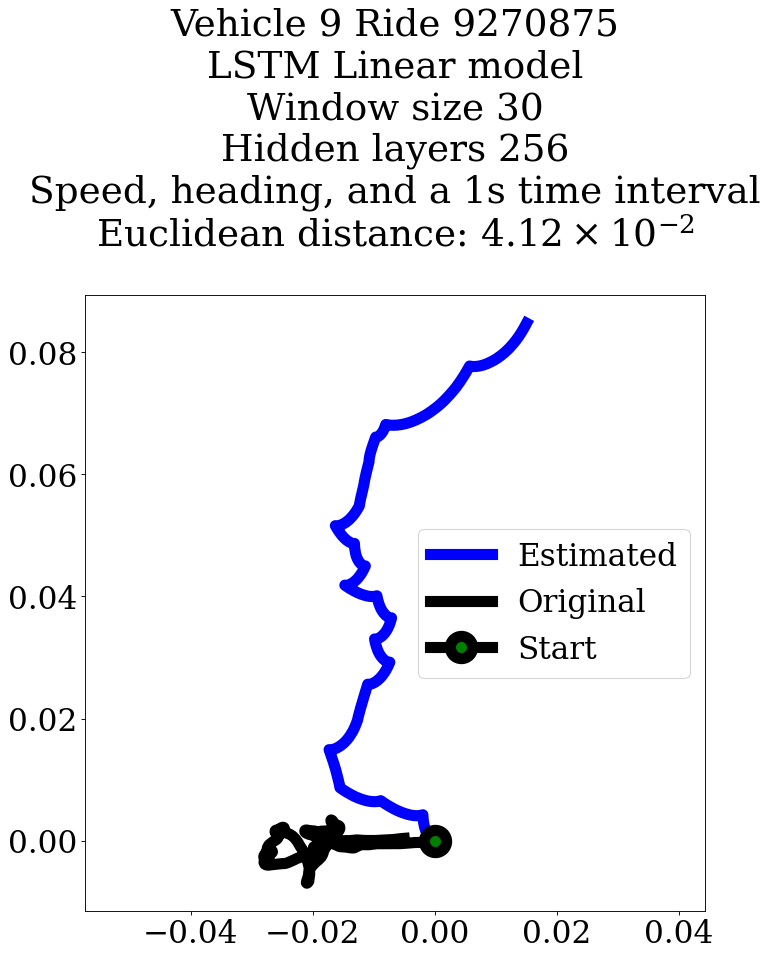 Vehicle 9 Ride 9270875
LSTM Linear model
Window size 30
Hidden layers 256
Speed, heading, and a 1s time interval
Euclidean distance: 4.12 × 10⁻²
0.08
0.06
0.04
0.02
0.00
Estimated
Original
Start
−0.04 −0.02 0.00 0.02 0.04